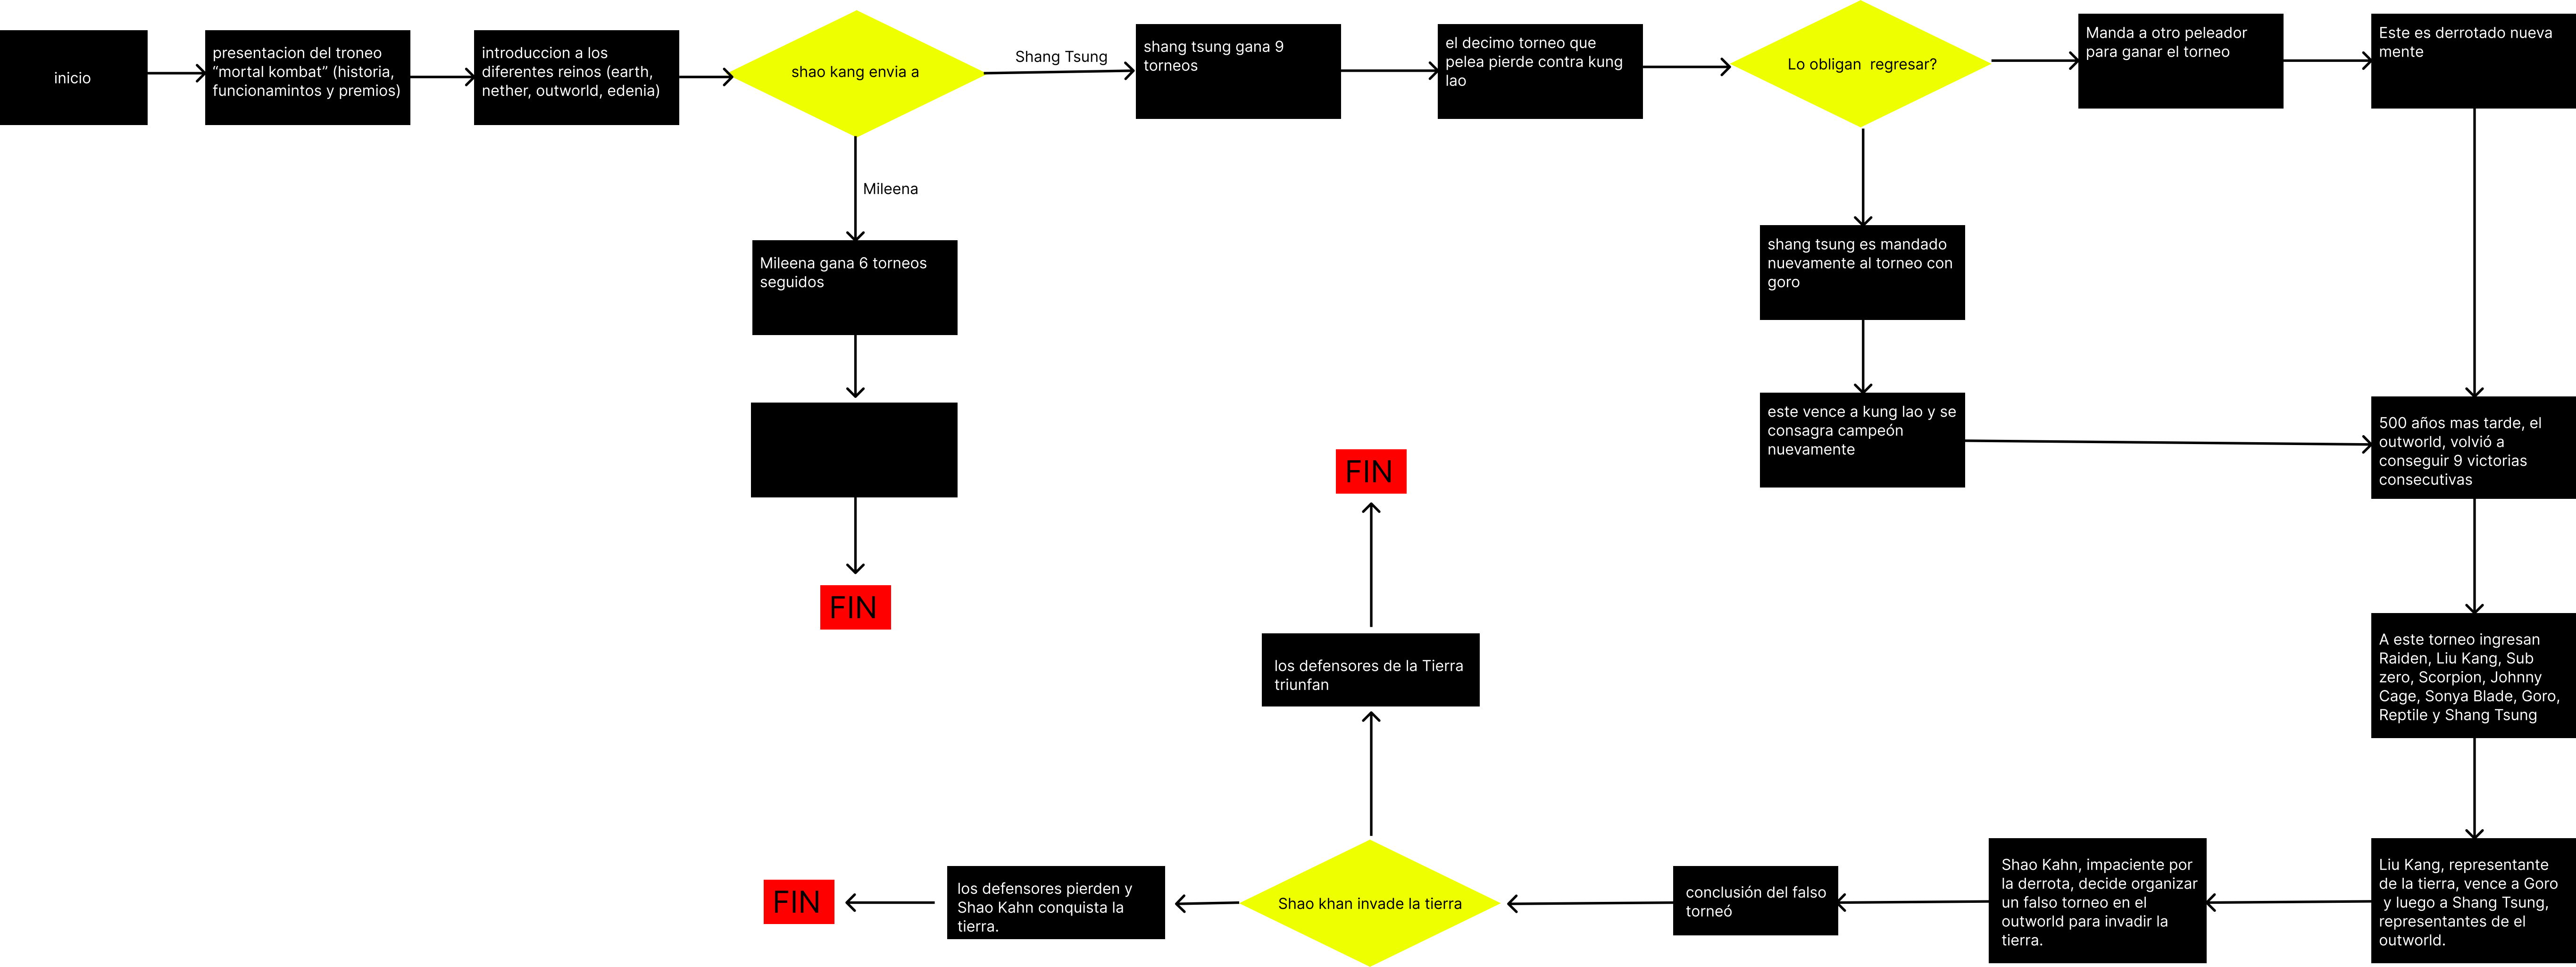 inicio
presentacion del troneo
“mortal kombat” (historia,
funcionamintos y premios)
introduccion a los
diferentes reinos (earth,
nether, outworld, edenia)
shao kang envia a
Shang Tsung
shang tsung gana 9
torneos
el decimo torneo que
pelea pierde contra kung
lao
Lo obligan  regresar?
Manda a otro peleador
para ganar el torneo
Este es derrotado nueva
mente
Mileena
Mileena gana 6 torneos
seguidos
FIN
shang tsung es mandado
nuevamente al torneo con
goro
este vence a kung lao y se
consagra campeón
nuevamente
500 años mas tarde, el
outworld, volvió a
conseguir 9 victorias
consecutivas
A este torneo ingresan
Raiden, Liu Kang, Sub
zero, Scorpion, Johnny
Cage, Sonya Blade, Goro,
Reptile y Shang Tsung
Liu Kang, representante
de la tierra, vence a Goro
y luego a Shang Tsung,
representantes de el
outworld.
Shao Kahn, impaciente por
la derrota, decide organizar
un falso torneo en el
outworld para invadir la
tierra.
conclusión del falso
torneó
Shao khan invade la tierra
los defensores de la Tierra
triunfan
FIN
los defensores pierden y
Shao Kahn conquista la
tierra.
FIN